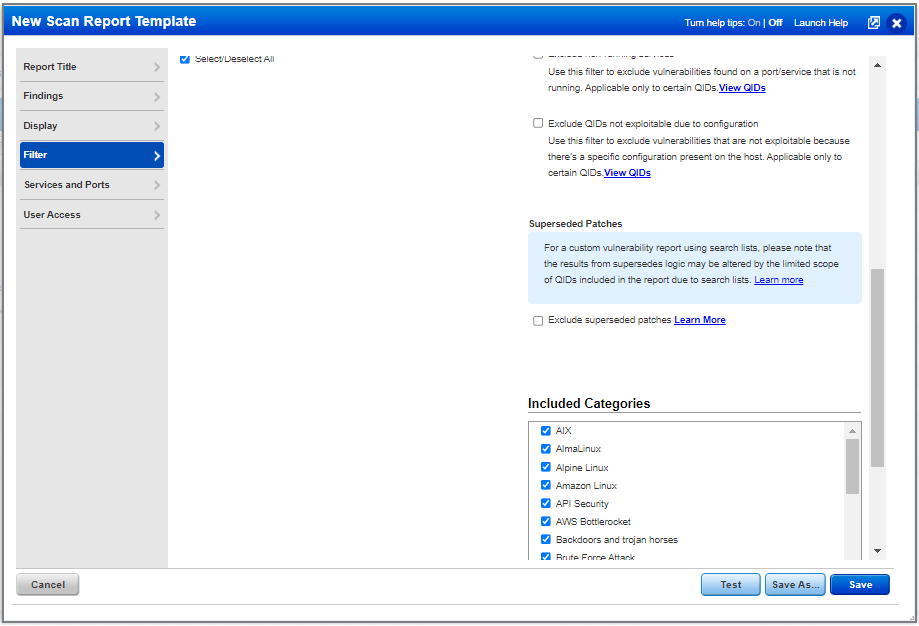 New Scan Report Template
Turn help tips: On | Off Launch Help
Report Title
Findings
Display
Filter
Services and Ports
User Access
Select/Deselect All
Exclude non-running services
Use this filter to exclude vulnerabilities found on a port/service that is not
running. Applicable only to certain QIDs.View QIDs
Exclude QIDs not exploitable due to configuration
Use this filter to exclude vulnerabilities that are not exploitable because
there's a specific configuration present on the host. Applicable only to
certain QIDs.View QIDs
Superseded Patches
For a custom vulnerability report using search lists, please note that
the results from supersedes logic may be altered by the limited scope
of QIDs included in the report due to search lists. Learn more
Exclude superseded patches Learn More
Included Categories
AIX
AlmaLinux
Alpine Linux
Amazon Linux
API Security
AWS Bottlerocket
Backdoors and trojan horses
Brute Force Attack
Cancel
Test
Save As...
Save